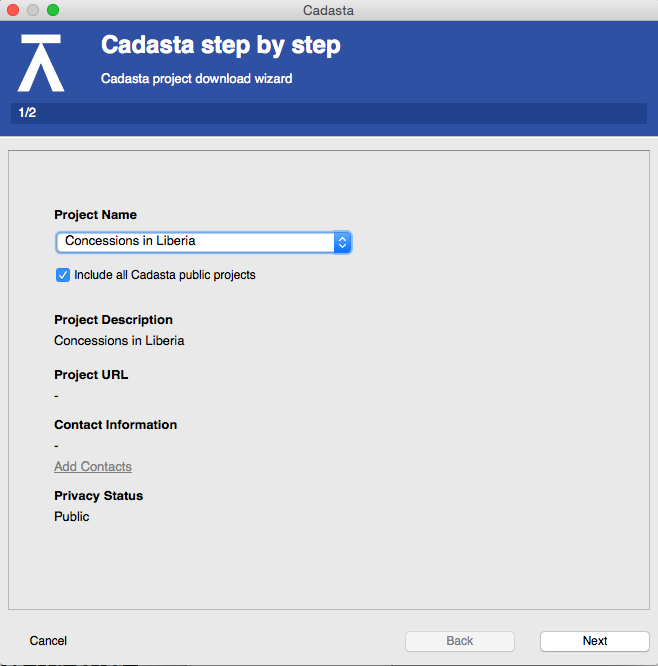 Cadasta
Cadasta step by step
Cadasta project download wizard
1/2
Project Name
Concessions in Liberia
Include all Cadasta public projects
Project Description
Concessions in Liberia
Project URL
-
Contact Information
-
Add Contacts
Privacy Status
Public
Cancel
Back
Next